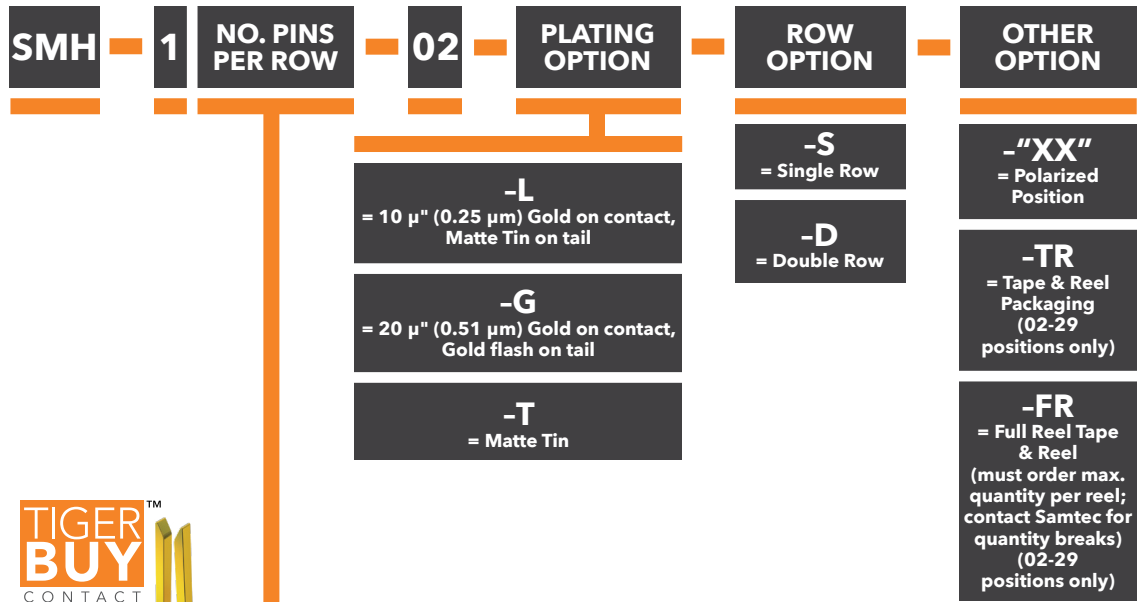 SMH – 1 NO. PINS PER ROW – 02 – PLATING OPTION – ROW OPTION – OTHER OPTION
–L
= 10 µ" (0.25 µm) Gold on contact,
Matte Tin on tail
–G
= 20 µ" (0.51 µm) Gold on contact,
Gold flash on tail
–T
= Matte Tin
–S
= Single Row
–D
= Double Row
–"XX"
= Polarized
Position
–TR
= Tape & Reel
Packaging
(02-29
positions only)
–FR
= Full Reel Tape
& Reel
(must order max.
quantity per reel;
contact Samtec for
quantity breaks)
(02-29
positions only)
TIGER™
BUY
CONTACT